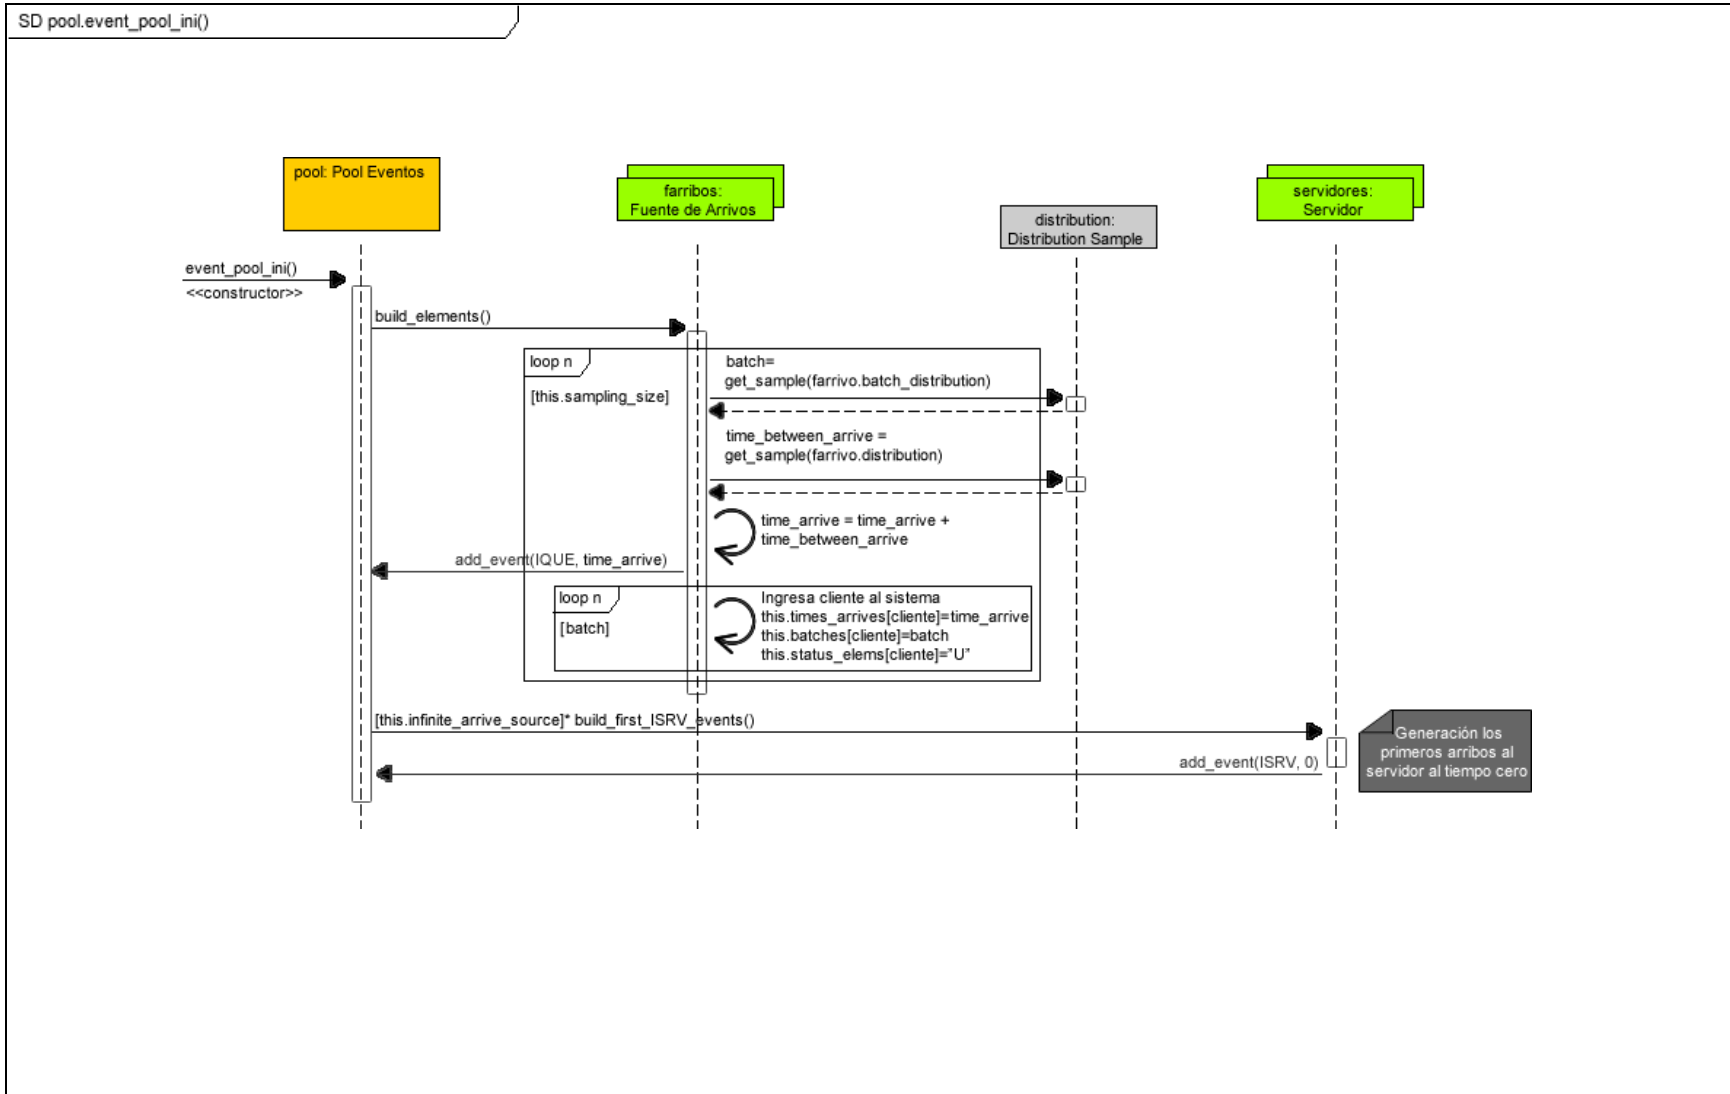 SD pool.event_pool_ini()
pool: Pool Eventos
farribos:
Fuente de Arrivos
distribution:
Distribution Sample
servidores:
Servidor
event_pool_ini()
<<constructor>>
build_elements()
loop n
[this.sampling_size]
batch=
get_sample(farrivo.batch_distribution)
time_between_arrive =
get_sample(farrivo.distribution)
time_arrive = time_arrive +
time_between_arrive
add_event(IQUE, time_arrive)
loop n
[batch]
Ingresa cliente al sistema
this.times_arrives[cliente]=time_arrive
this.batches[cliente]=batch
this.status_elems[cliente]="U"
[this.infinite_arrive_source]* build_first_ISRV_events()
add_event(ISRV, 0)
Generación los
primeros arribos al
servidor al tiempo cero